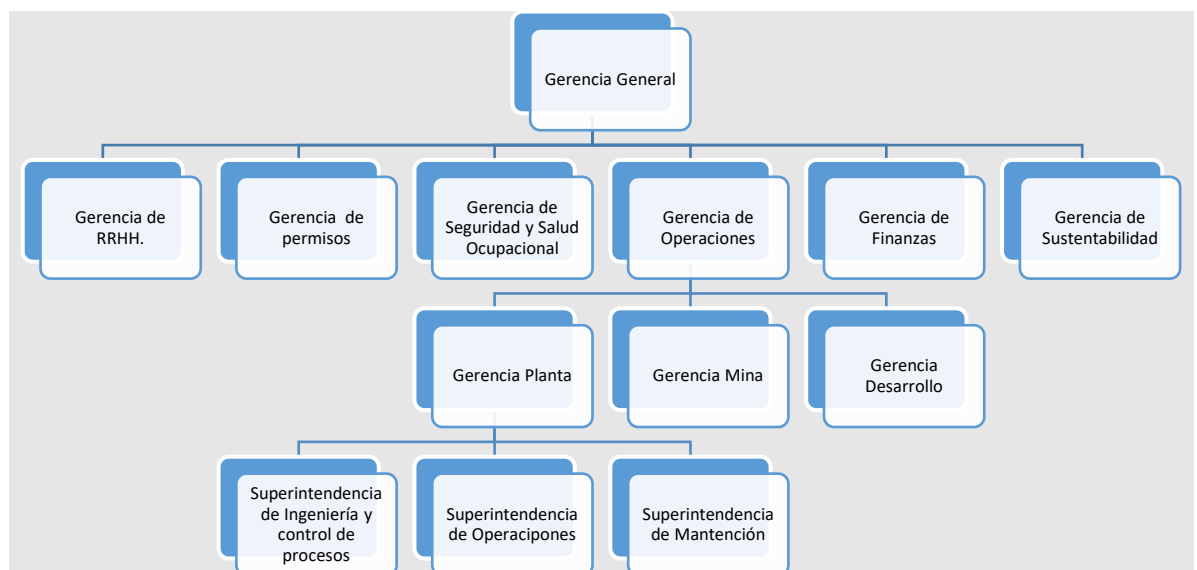 Gerencia General
Gerencia de
RRHH.
Gerencia de
permisos
Gerencia de
Seguridad y Salud
Ocupacional
Gerencia de
Operaciones
Gerencia de
Finanzas
Gerencia de
Sustentabilidad
Gerencia Planta
Gerencia Mina
Gerencia
Desarrollo
Superintendencia
de Ingeniería y
control de
procesos
Superintendencia
de Operacipones
Superintendencia
de Mantención